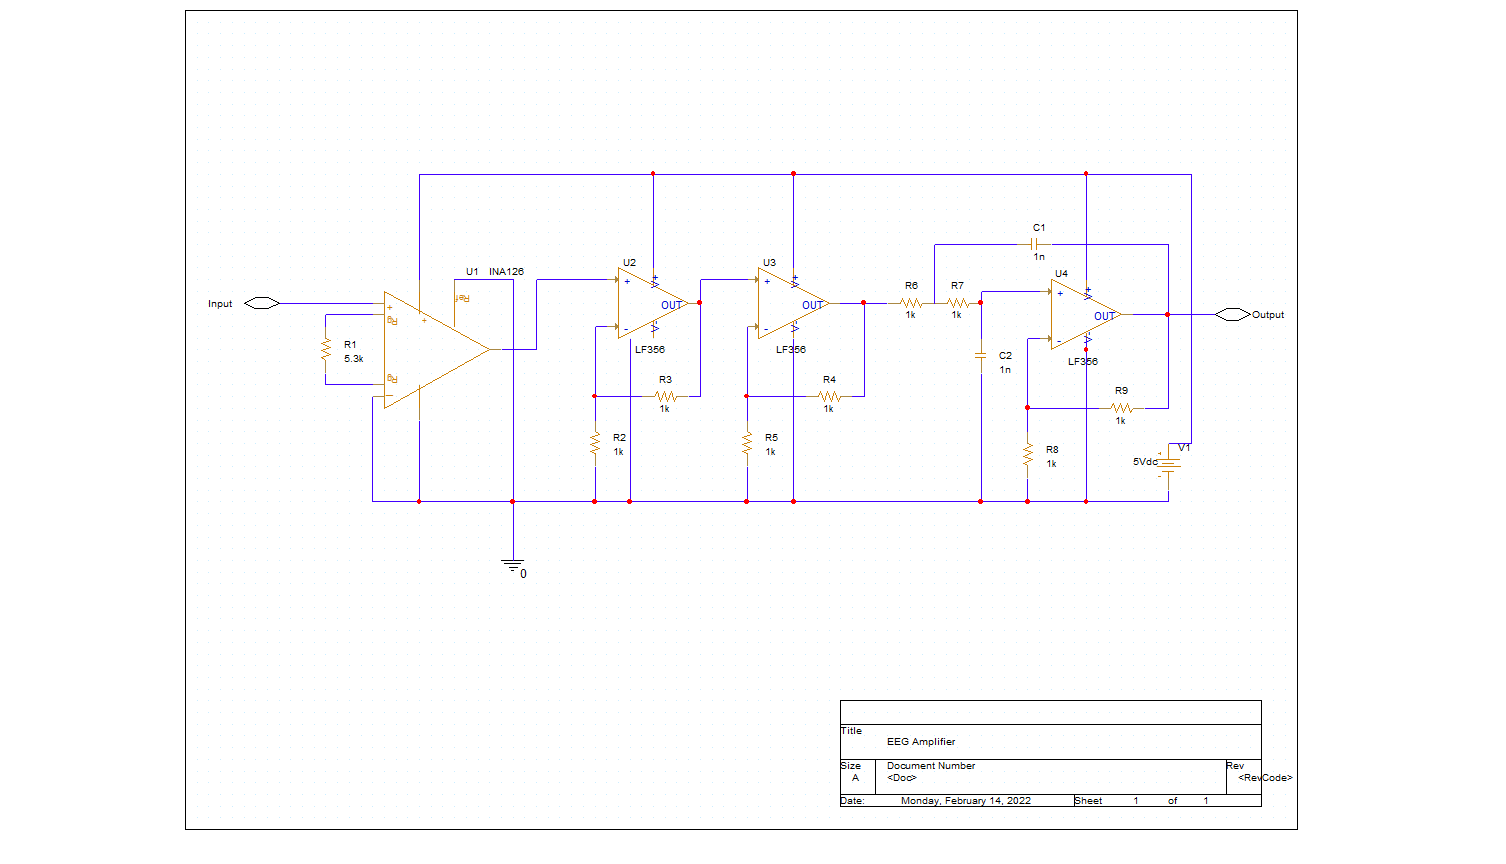 C1
1n
U2
U3
U1 INA126
U4
+
+
V+
V+
Ref
R6
R7
+
V+
Input
+
Rg
+
OUT
OUT
1k
1k
OUT
Output
-
V-
-
V-
-
V-
R1
5.3k
LF356
LF356
C2
1n
LF356
Rg
-
R3
1k
R4
1k
R9
1k
R2
1k
R5
1k
R8
1k
V1
5Vdc
+
-
0
Title
EEG Amplifier
Size
A
Document Number
<Doc>
Rev
<RevCode>
Date: Monday, February 14, 2022 Sheet 1 of 1